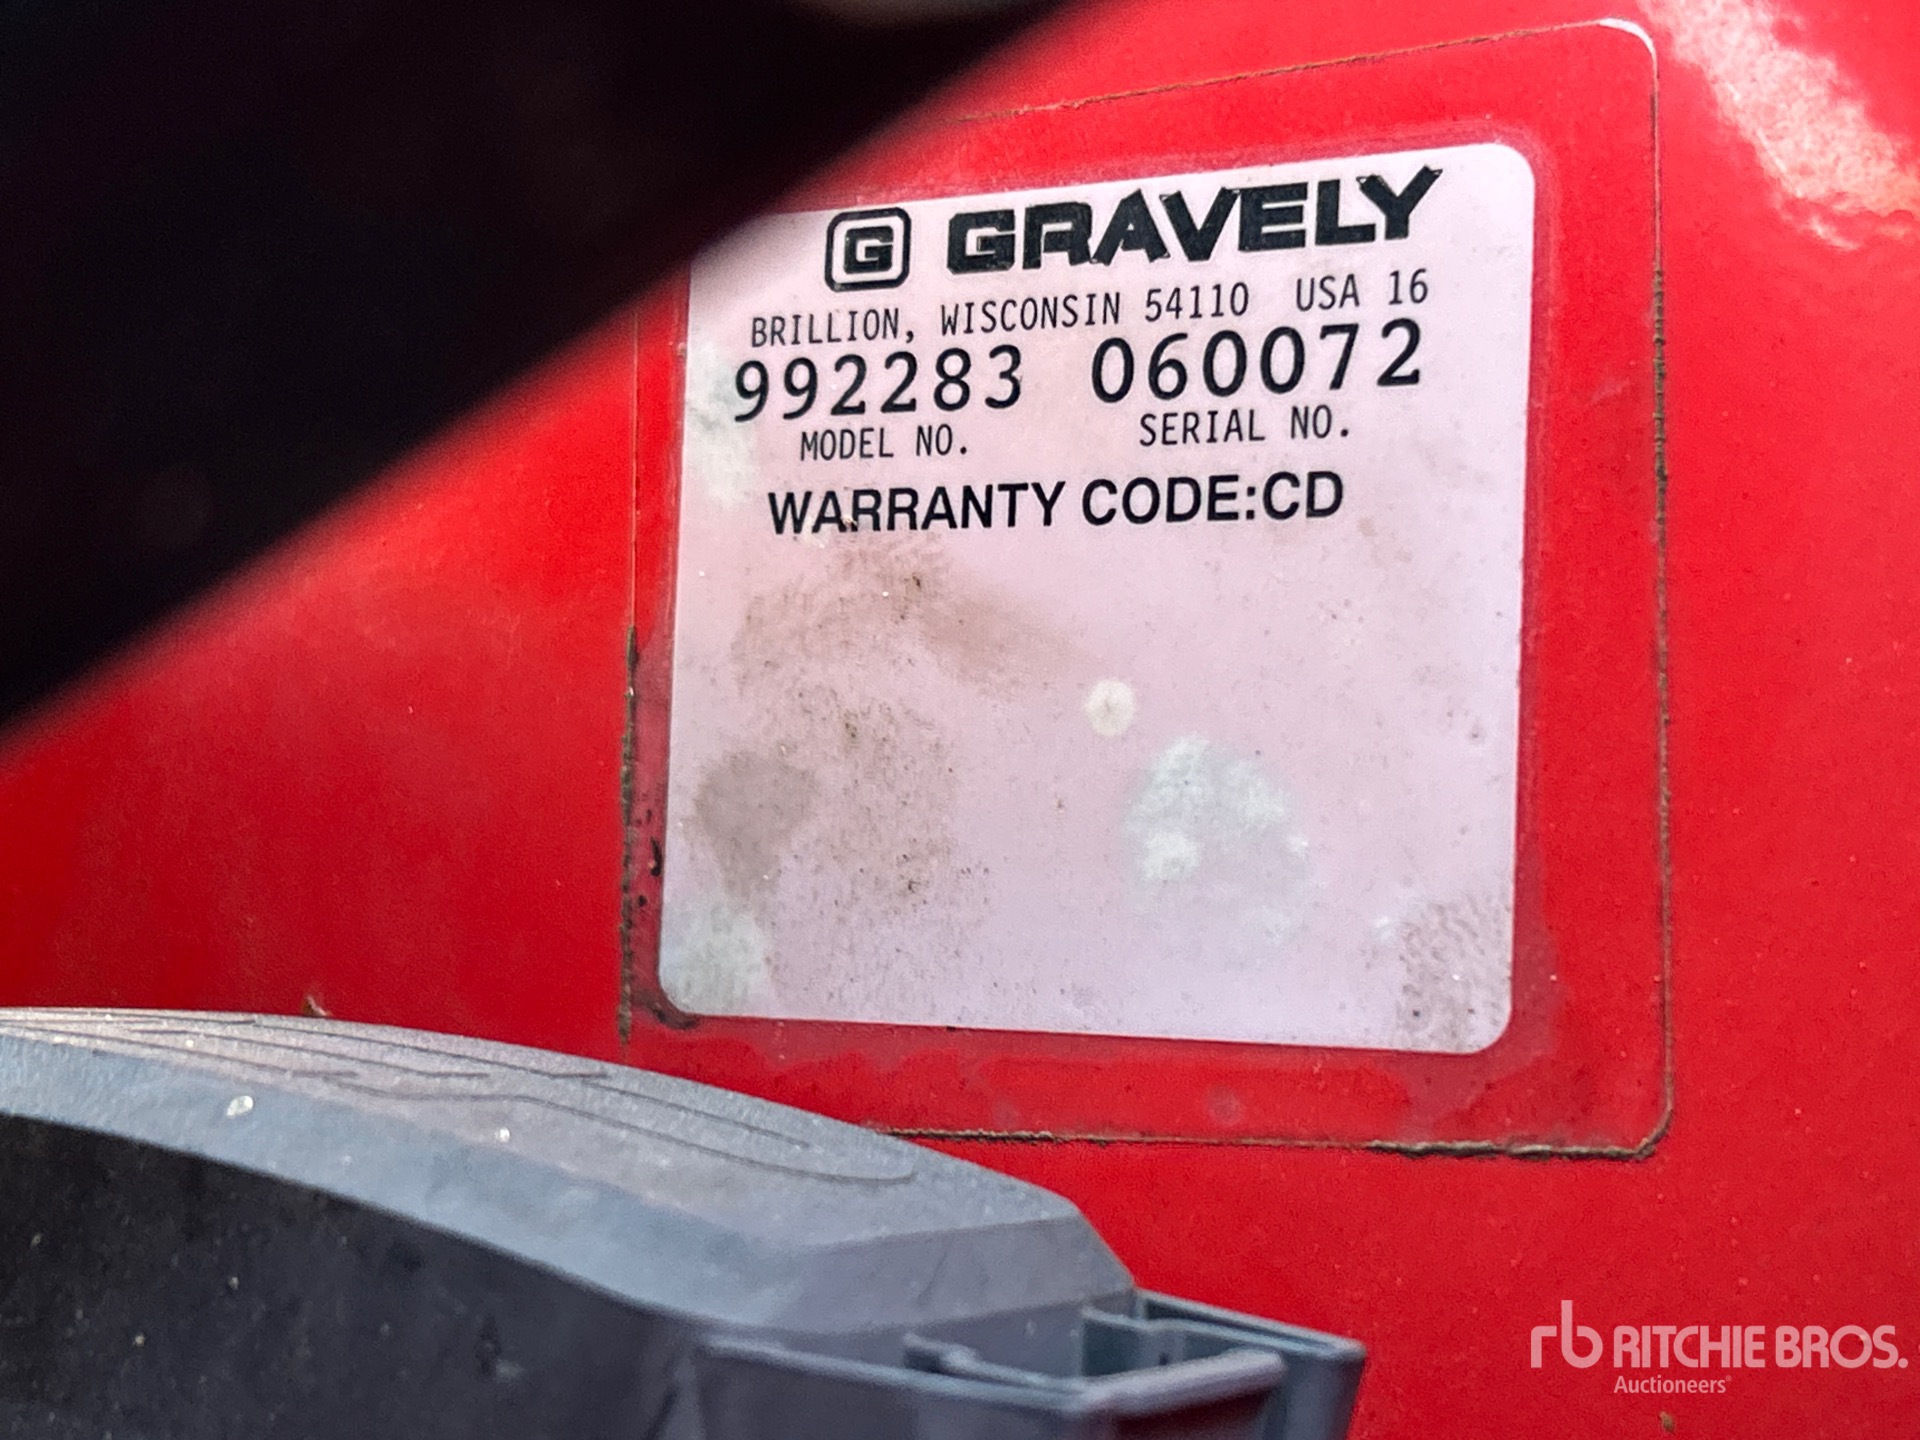 G GRAVELY
BRILLION, WISCONSIN 54110 USA 16
992283 060072
MODEL NO. SERIAL NO.
WARRANTY CODE:CD
rb RITCHIE BROS.
Auctioneers